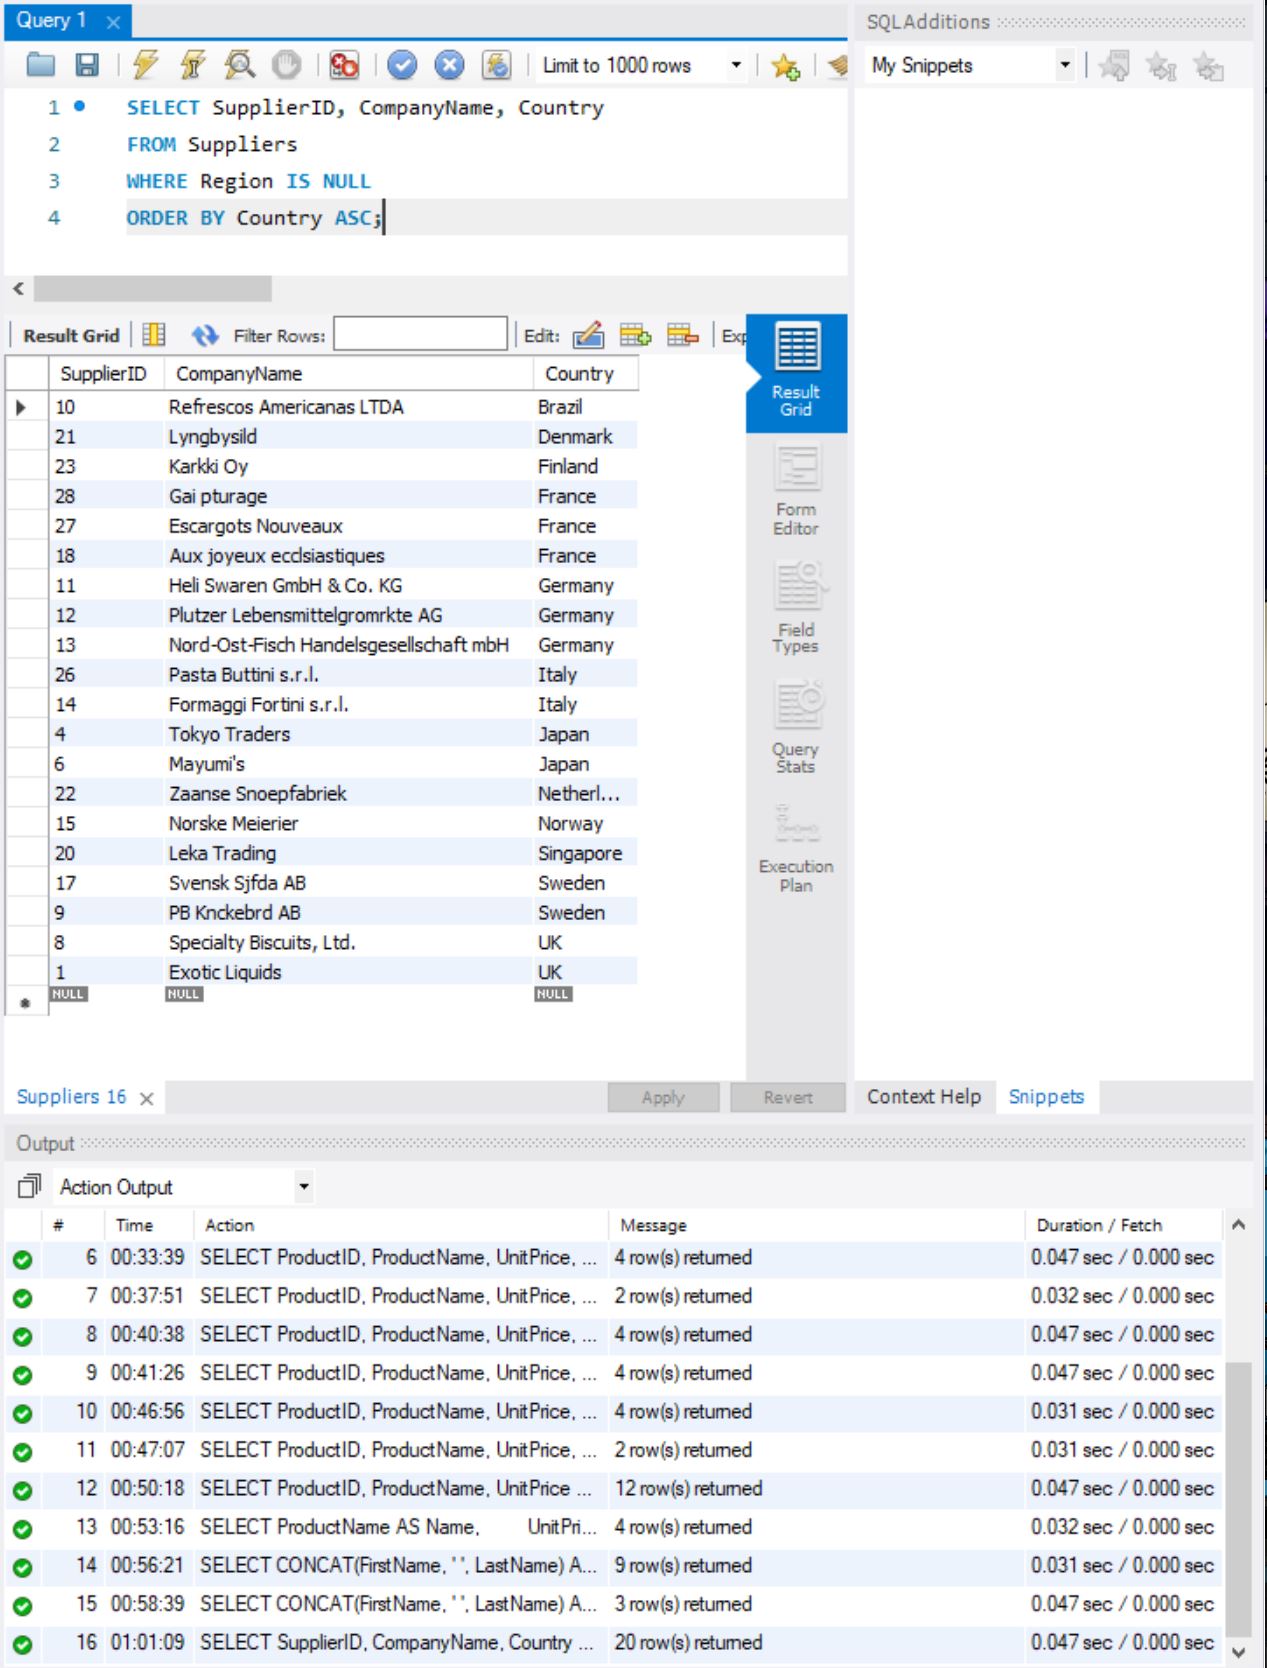 Query 1
SQLAdditions
Limit to 1000 rows
My Snippets
1 SELECT SupplierID, CompanyName, Country
2 FROM Suppliers
3 WHERE Region IS NULL
4 ORDER BY Country ASC;
Result Grid Filter Rows: Edit: Exp
Result Grid
Form Editor
Field Types
Query Stats
Execution Plan
SupplierID CompanyName Country
10 Refrescos Americanas LTDA Brazil
21 Lyngbysild Denmark
23 Karkki Oy Finland
28 Gai pturage France
27 Escargots Nouveaux France
18 Aux joyeux ecclsiastiques France
11 Heli Swaren GmbH & Co. KG Germany
12 Plutzer Lebensmittelgromrkte AG Germany
13 Nord-Ost-Fisch Handelsgesellschaft mbH Germany
26 Pasta Buttini s.r.l. Italy
14 Formaggi Fortini s.r.l. Italy
4 Tokyo Traders Japan
6 Mayumi's Japan
22 Zaanse Snoepfabriek Netherl...
15 Norske Meierier Norway
20 Leka Trading Singapore
17 Svensk Sjfda AB Sweden
9 PB Knckebrd AB Sweden
8 Specialty Biscuits, Ltd. UK
1 Exotic Liquids UK
NULL NULL NULL
Suppliers 16 Apply Revert
Context Help Snippets
Output
Action Output
# Time Action Message Duration / Fetch
6 00:33:39 SELECT ProductID, ProductName, UnitPrice, ... 4 row(s) returned 0.047 sec / 0.000 sec
7 00:37:51 SELECT ProductID, ProductName, UnitPrice, ... 2 row(s) returned 0.032 sec / 0.000 sec
8 00:40:38 SELECT ProductID, ProductName, UnitPrice, ... 4 row(s) returned 0.047 sec / 0.000 sec
9 00:41:26 SELECT ProductID, ProductName, UnitPrice, ... 4 row(s) returned 0.047 sec / 0.000 sec
10 00:46:56 SELECT ProductID, ProductName, UnitPrice, ... 4 row(s) returned 0.031 sec / 0.000 sec
11 00:47:07 SELECT ProductID, ProductName, UnitPrice, ... 2 row(s) returned 0.031 sec / 0.000 sec
12 00:50:18 SELECT ProductID, ProductName, UnitPrice ... 12 row(s) returned 0.047 sec / 0.000 sec
13 00:53:16 SELECT ProductName AS Name, UnitPri... 4 row(s) returned 0.032 sec / 0.000 sec
14 00:56:21 SELECT CONCAT(FirstName, ' ', LastName) A... 9 row(s) returned 0.031 sec / 0.000 sec
15 00:58:39 SELECT CONCAT(FirstName, ' ', LastName) A... 3 row(s) returned 0.047 sec / 0.000 sec
16 01:01:09 SELECT SupplierID, CompanyName, Country ... 20 row(s) returned 0.047 sec / 0.000 sec